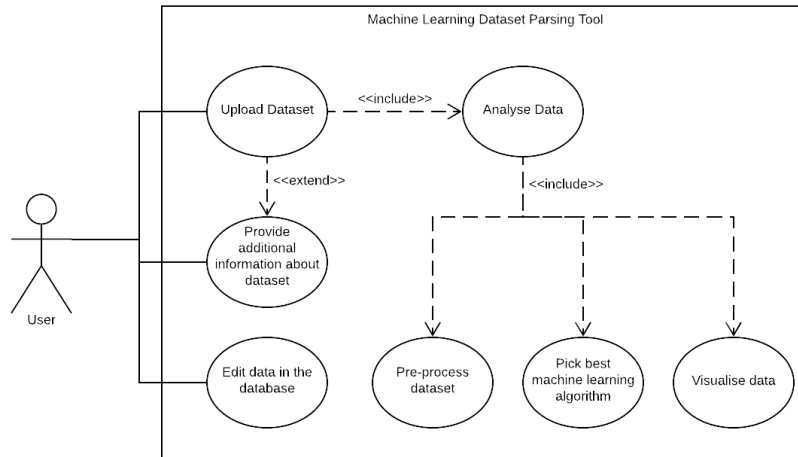 Machine Learning Dataset Parsing Tool
Upload Dataset
<<include>>
Analyse Data
<<extend>>
<<include>>
Provide
additional
information about
dataset
User
Edit data in the
database
Pre-process
dataset
Pick best
machine learning
algorithm
Visualise data